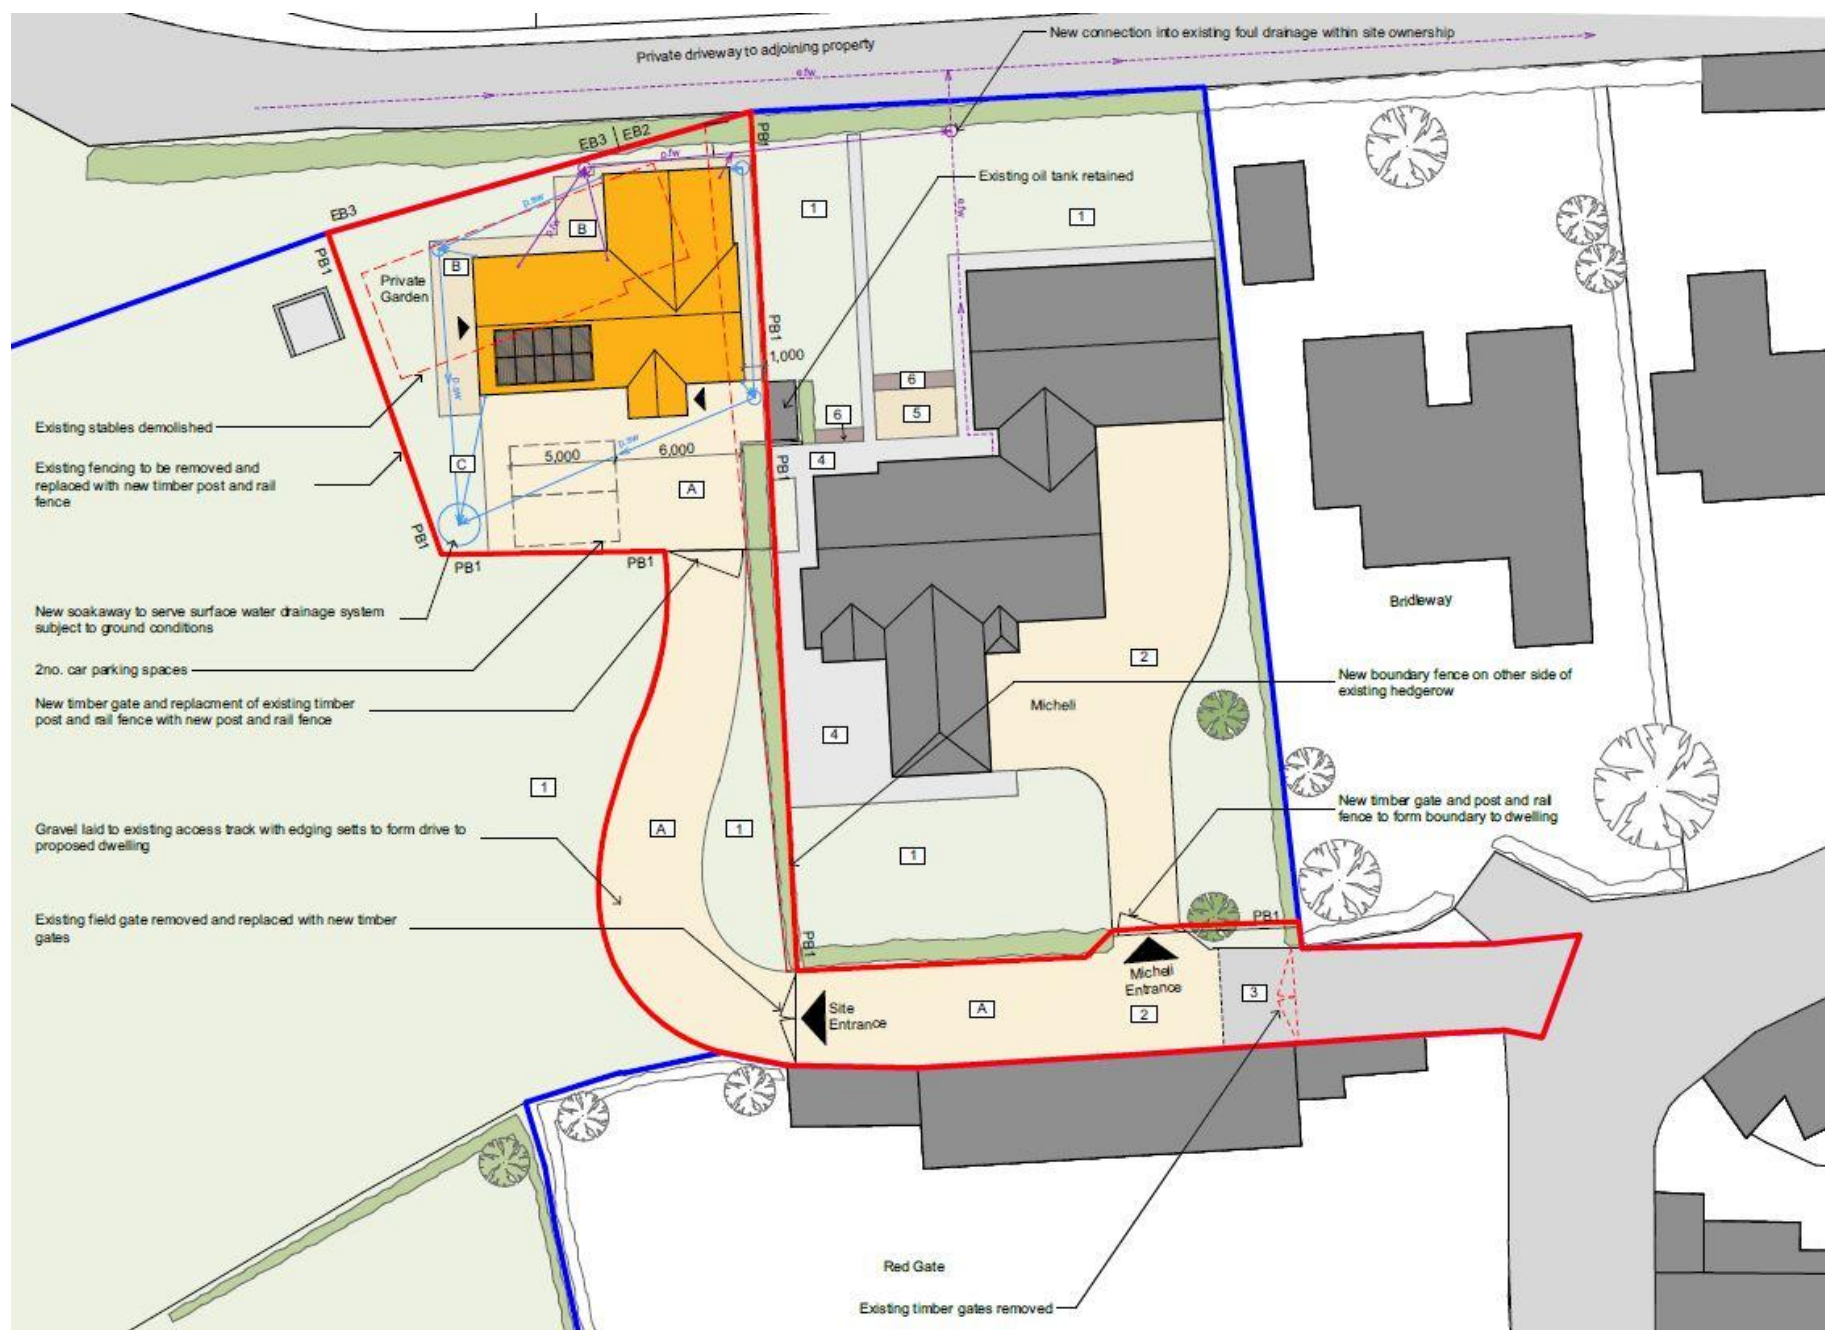 Private driveway to adjoining property
New connection into existing foul drainage within site ownership
e.fw
EB3
EB2
PB1
p.fw
Existing oil tank retained
EB3
PB1
p.sw
p.fw
B
B
1
1
e.fw
Private
Garden
PB1
1,000
6
5
6
4
Existing stables demolished
p.sw
p.sw
Existing fencing to be removed and
replaced with new timber post and rail
fence
C
5,000
6,000
A
PB1
PB1
PB1
PB1
New soakaway to serve surface water drainage system
subject to ground conditions
2no. car parking spaces
New timber gate and replacment of existing timber
post and rail fence with new post and rail fence
Bridleway
2
New boundary fence on other side of
existing hedgerow
Micheli
4
1
Gravel laid to existing access track with edging setts to form drive to
proposed dwelling
A
1
1
New timber gate and post and rail
fence to form boundary to dwelling
Existing field gate removed and replaced with new timber
gates
PB1
PB1
Micheli
Entrance
Site
Entrance
A
2
3
Red Gate
Existing timber gates removed